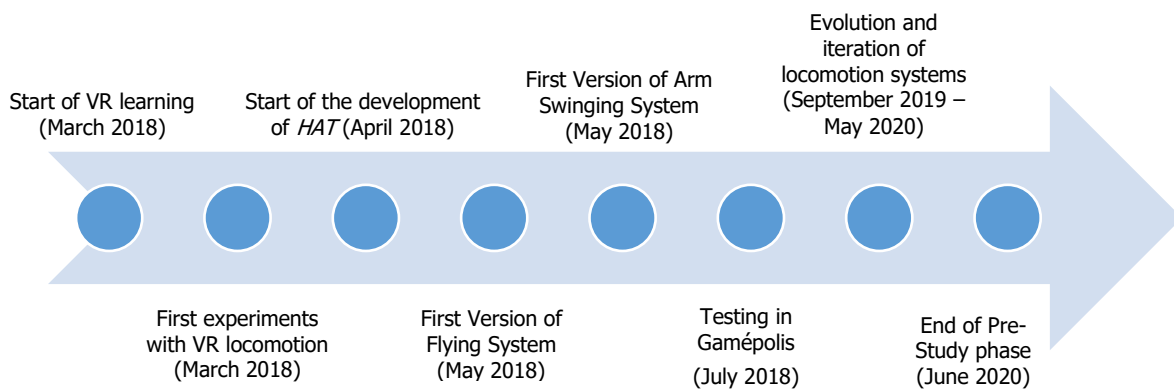 Start of VR learning
(March 2018)
First experiments
with VR locomotion
(March 2018)
Start of the development
of HAT (April 2018)
First Version of
Flying System
(May 2018)
First Version of Arm
Swinging System
(May 2018)
Testing in
Gamépolis
(July 2018)
Evolution and
iteration of
locomotion systems
(September 2019 –
May 2020)
End of Pre-
Study phase
(June 2020)